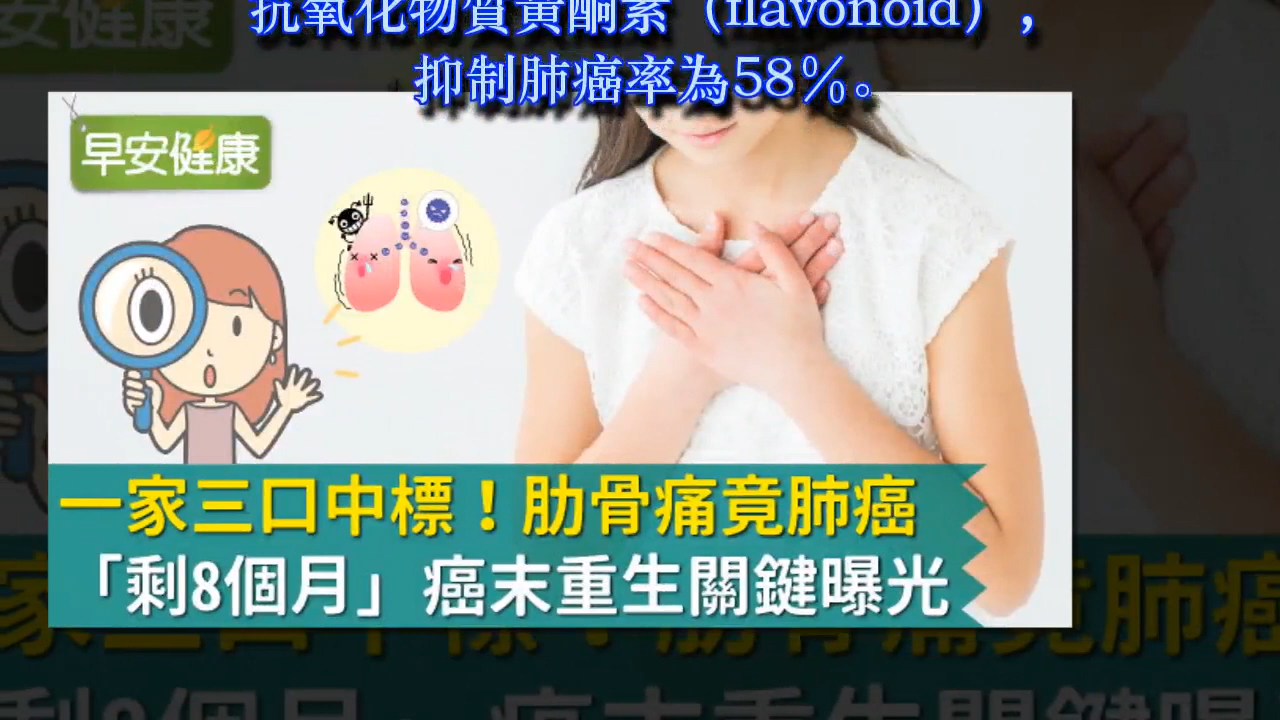 抗氧化物質黃酮素（flavonoid），
抑制肺癌率為58%。
早安健康
一家三口中標！肋骨痛竟肺癌
「剩8個月」癌末重生關鍵曝光